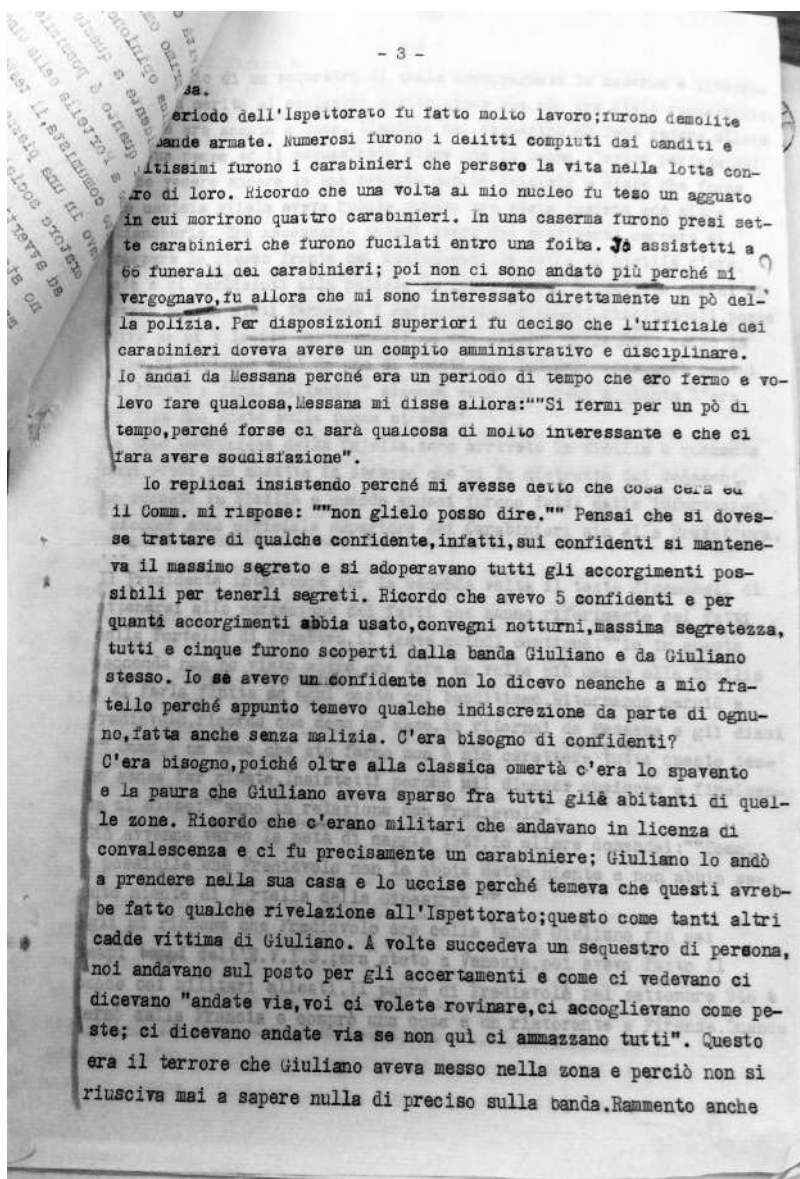 - 3 -
sa.
eriodo dell'Ispettorato fu fatto molto lavoro;furono demolite
bande armate. Numerosi furono i delitti compiuti dai banditi e
ltissimi furono i carabinieri che persero la vita nella lotta con-
tro di loro. Ricordo che una volta al mio nucleo fu teso un agguato
in cui morirono quattro carabinieri. In una caserma furono presi set-
te carabinieri che furono fucilati entro una foiba. Io assistetti a
66 funerali dei carabinieri; poi non ci sono andato più perché mi
vergognavo,fu allora che mi sono interessato direttamente un pò del-
la polizia. Per disposizioni superiori fu deciso che l'ufficiale dei
carabinieri doveva avere un compito amministrativo e disciplinare.
Io andai da Messana perché era un periodo di tempo che ero fermo e vo-
levo fare qualcosa,Messana mi disse allora:""Si fermi per un pò di
tempo,perché forse ci sarà qualcosa di molto interessante e che ci
fara avere soddisfazione".
Io replicai insistendo perché mi avesse detto che cosa cera ed
il Comm. mi rispose: ""non glielo posso dire."" Pensai che si doves-
se trattare di qualche confidente,infatti,sui confidenti si mantene-
va il massimo segreto e si adoperavano tutti gli accorgimenti pos-
sibili per tenerli segreti. Ricordo che avevo 5 confidenti e per
quanti accorgimenti abbia usato,convegni notturni,massima segretezza,
tutti e cinque furono scoperti dalla banda Giuliano e da Giuliano
stesso. Io se avevo un confidente non lo dicevo neanche a mio fra-
tello perché appunto temevo qualche indiscrezione da parte di ognu-
no,fatta anche senza malizia. C'era bisogno di confidenti?
C'era bisogno,poiché oltre alla classica omertà c'era lo spavento
e la paura che Giuliano aveva sparso fra tutti gliè abitanti di quel-
le zone. Ricordo che c'erano militari che andavano in licenza di
convalescenza e ci fu precisamente un carabiniere; Giuliano lo andò
a prendere nella sua casa e lo uccise perché temeva che questi avreb-
be fatto qualche rivelazione all'Ispettorato;questo come tanti altri
cadde vittima di Giuliano. A volte succedeva un sequestro di persona,
noi andavano sul posto per gli accertamenti e come ci vedevano ci
dicevano "andate via,voi ci volete rovinare,ci accoglievano come pe-
ste; ci dicevano andate via se non quì ci ammazzano tutti". Questo
era il terrore che Giuliano aveva messo nella zona e perciò non si
riusciva mai a sapere nulla di preciso sulla banda.Rammento anche